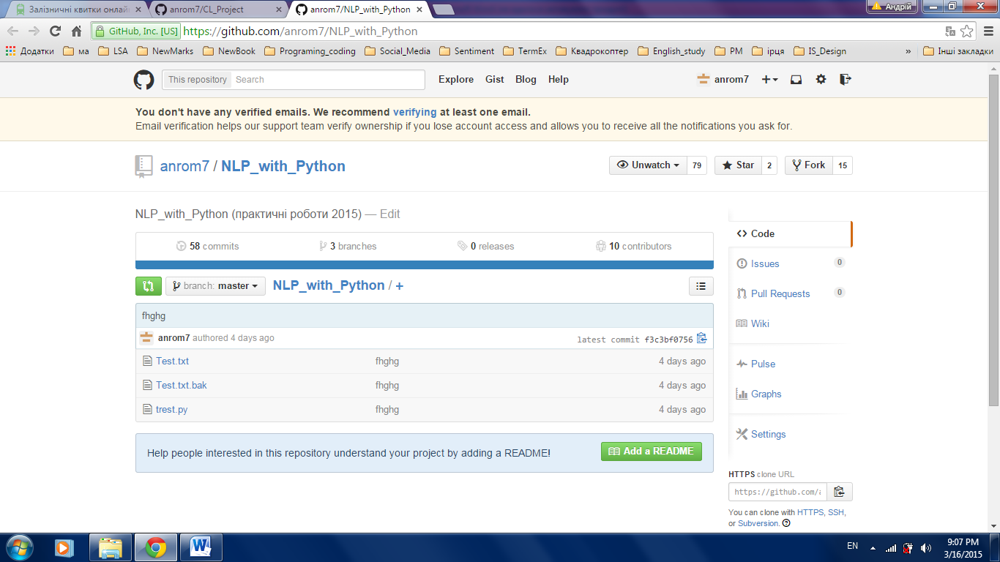 Залізничні квитки онлай
anrom7/CL_Project
anrom7/NLP_with_Python
Андрій
GitHub, Inc. [US] https://github.com/anrom7/NLP_with_Python
Додатки ма LSA NewMarks NewBook Programing_coding Social_Media Sentiment TermEx Квадрокоптер English_study PM ірця IS_Design » Інші закладки
This repository Search Explore Gist Blog Help anrom7
You don't have any verified emails. We recommend verifying at least one email.
Email verification helps our support team verify ownership if you lose account access and allows you to receive all the notifications you ask for.
anrom7 / NLP_with_Python Unwatch 79 Star 2 Fork 15
NLP_with_Python (практичні роботи 2015) — Edit
58 commits 3 branches 0 releases 10 contributors
branch: master NLP_with_Python / +
fhghg
anrom7 authored 4 days ago latest commit f3c3bf0756
Test.txt fhghg 4 days ago
Test.txt.bak fhghg 4 days ago
trest.py fhghg 4 days ago
Help people interested in this repository understand your project by adding a README! Add a README
Code
Issues 0
Pull Requests 0
Wiki
Pulse
Graphs
Settings
HTTPS clone URL
https://github.com/a
You can clone with HTTPS, SSH,
or Subversion.
EN
9:07 PM
3/16/2015